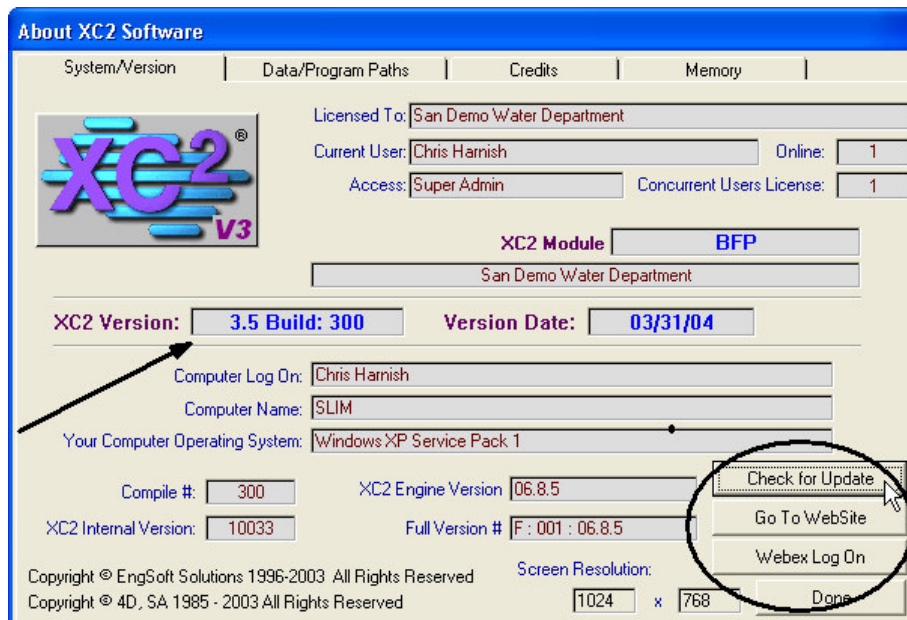 About XC2 Software
System/Version Data/Program Paths Credits Memory
XC2 ®
V3
Licensed To: San Demo Water Department
Current User: Chris Harnish Online: 1
Access: Super Admin Concurrent Users License: 1
XC2 Module BFP
San Demo Water Department
XC2 Version: 3.5 Build: 300 Version Date: 03/31/04
Computer Log On: Chris Harnish
Computer Name: SLIM
Your Computer Operating System: Windows XP Service Pack 1
Check for Update
Compile #: 300 XC2 Engine Version 06.8.5
Go To WebSite
XC2 Internal Version: 10033 Full Version # F : 001 : 06.8.5
Webex Log On
Copyright © EngSoft Solutions 1996-2003 All Rights Reserved Screen Resolution:
Copyright © 4D, SA 1985 - 2003 All Rights Reserved 1024 x 768 Done